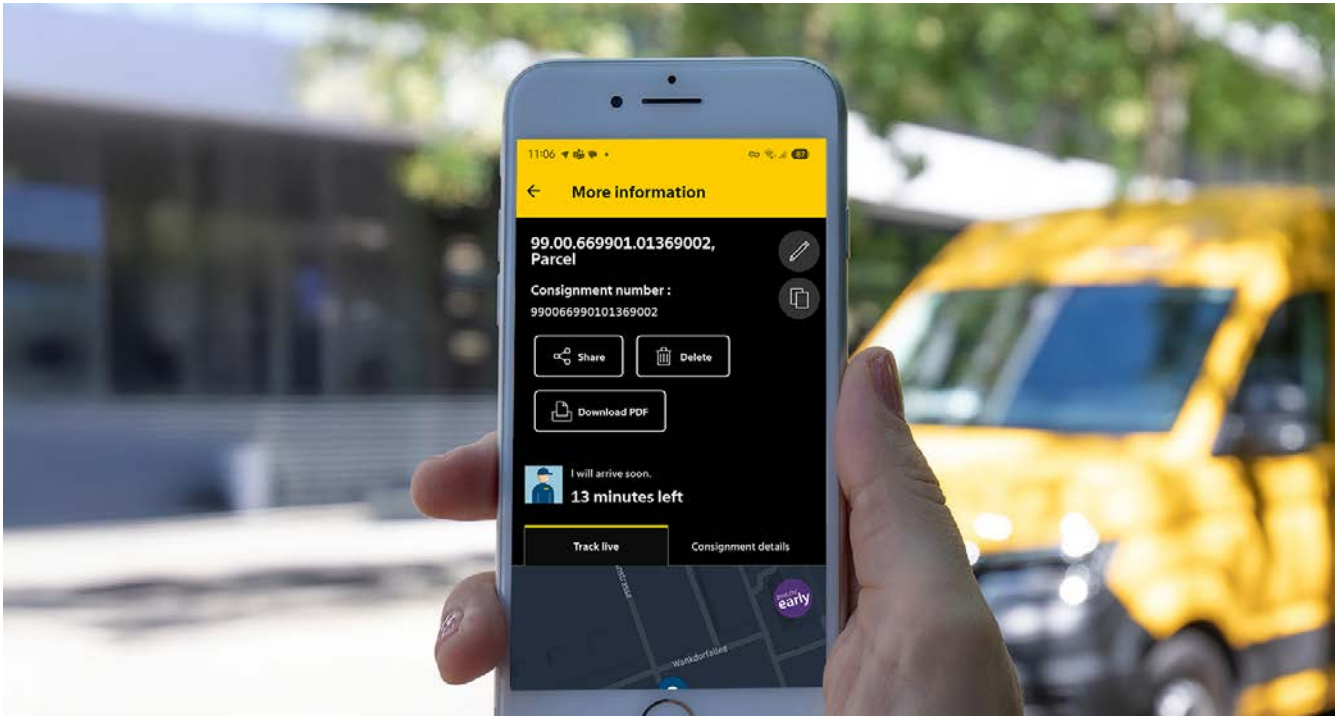 11:06
87
More information
99.00.669901.01369002,
Parcel
Consignment number :
990066990101369002
Share
Delete
Download PDF
I will arrive soon.
13 minutes left
Track live
Consignment details
early
Wankdorfallee